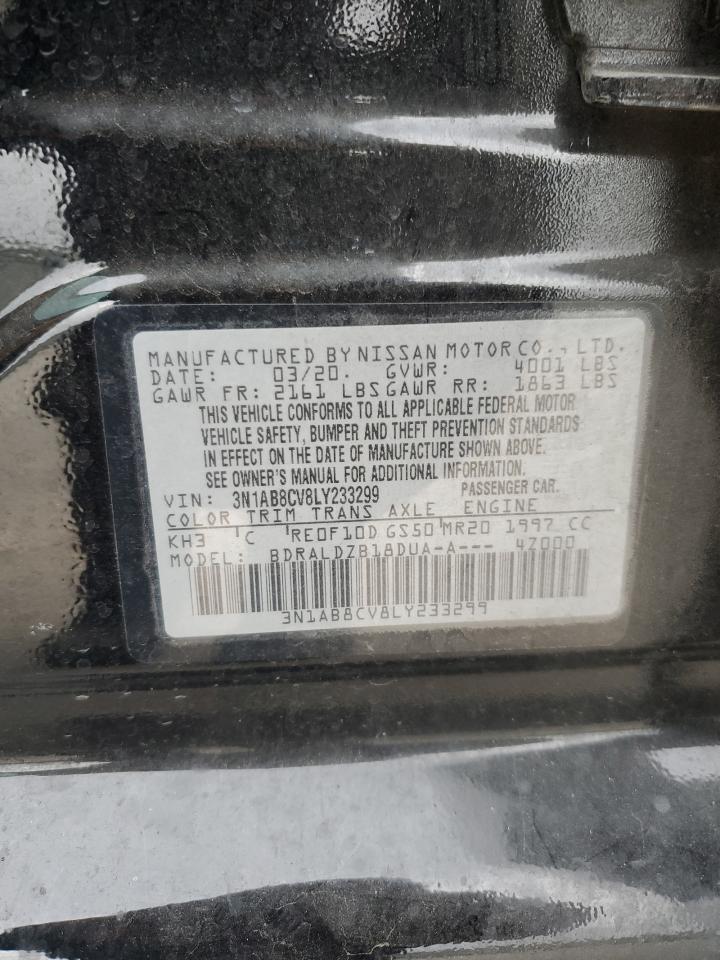 MANUFACTURED BY NISSAN MOTOR CO., LTD.
DATE: 03/20. GVWR: 4001 LBS
GAWR FR: 2161 LBS GAWR RR: 1863 LBS
THIS VEHICLE CONFORMS TO ALL APPLICABLE FEDERAL MOTOR
VEHICLE SAFETY, BUMPER AND THEFT PREVENTION STANDARDS
IN EFFECT ON THE DATE OF MANUFACTURE SHOWN ABOVE.
SEE OWNER'S MANUAL FOR ADDITIONAL INFORMATION.
VIN: 3N1AB8CV8LY233299 PASSENGER CAR.
COLOR TRIM TRANS AXLE ENGINE
KH3 C RE0F10D GS50 MR20 1997 CC
MODEL: BDRALDZB18DUA-A--- 47000
3N1AB8CV8LY233299